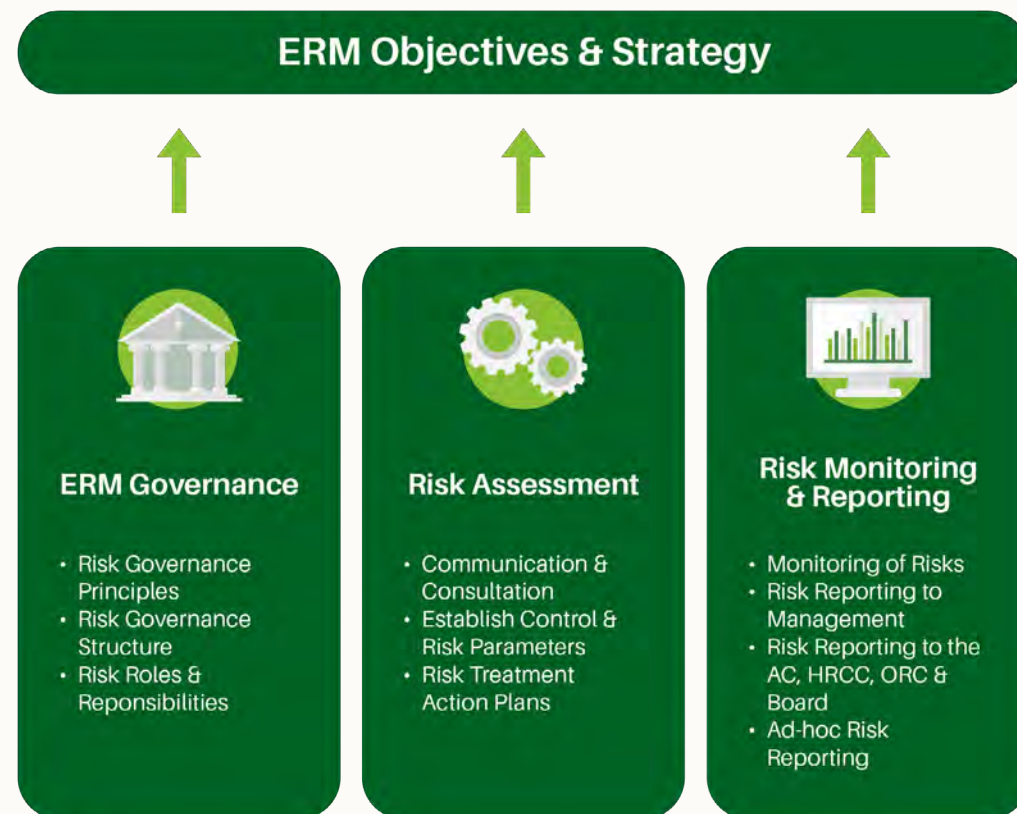 ERM Objectives & Strategy
ERM Governance
• Risk Governance
Principles
• Risk Governance
Structure
• Risk Roles &
Reponsibilities
Risk Assessment
• Communication &
Consultation
• Establish Control &
Risk Parameters
• Risk Treatment
Action Plans
Risk Monitoring
& Reporting
• Monitoring of Risks
• Risk Reporting to
Management
• Risk Reporting to the
AC, HRCC, ORC &
Board
• Ad-hoc Risk
Reporting